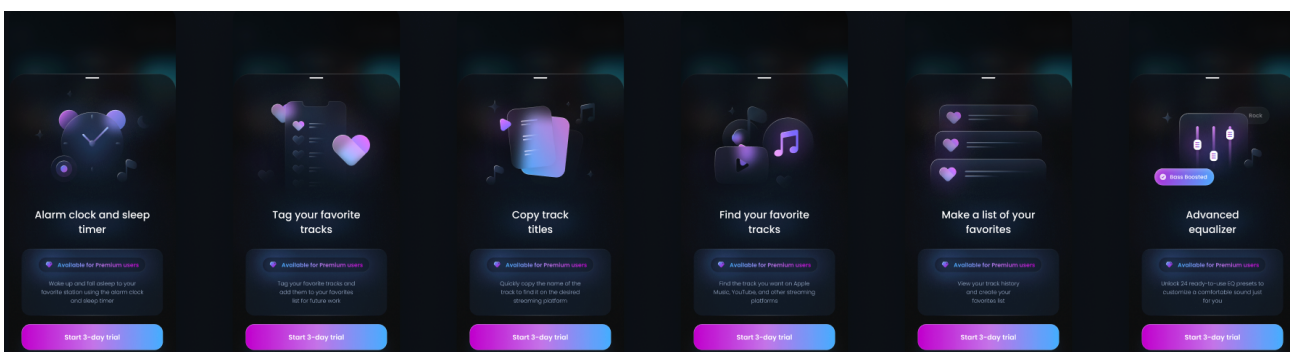 Alarm clock and sleep
timer
Available for Premium users
Wake up and fall asleep to your
favorite station using the alarm clock
and sleep timer
Start 3-day trial
Tag your favorite
tracks
Available for Premium users
Tag your favorite tracks and
add them to your favorites
list for future work
Start 3-day trial
Copy track
titles
Available for Premium users
Quickly copy the name of the
track to find it on the desired
streaming platform
Start 3-day trial
Find your favorite
tracks
Available for Premium users
Find the track you want on Apple
Music, YouTube, and other streaming
platforms
Start 3-day trial
Make a list of your
favorites
Available for Premium users
View your track history
and create your
favorites list
Start 3-day trial
Rock
Bass Boosted
Advanced
equalizer
Available for Premium users
Unlock 24 ready-to-use EQ presets to
customize a comfortable sound just
for you
Start 3-day trial